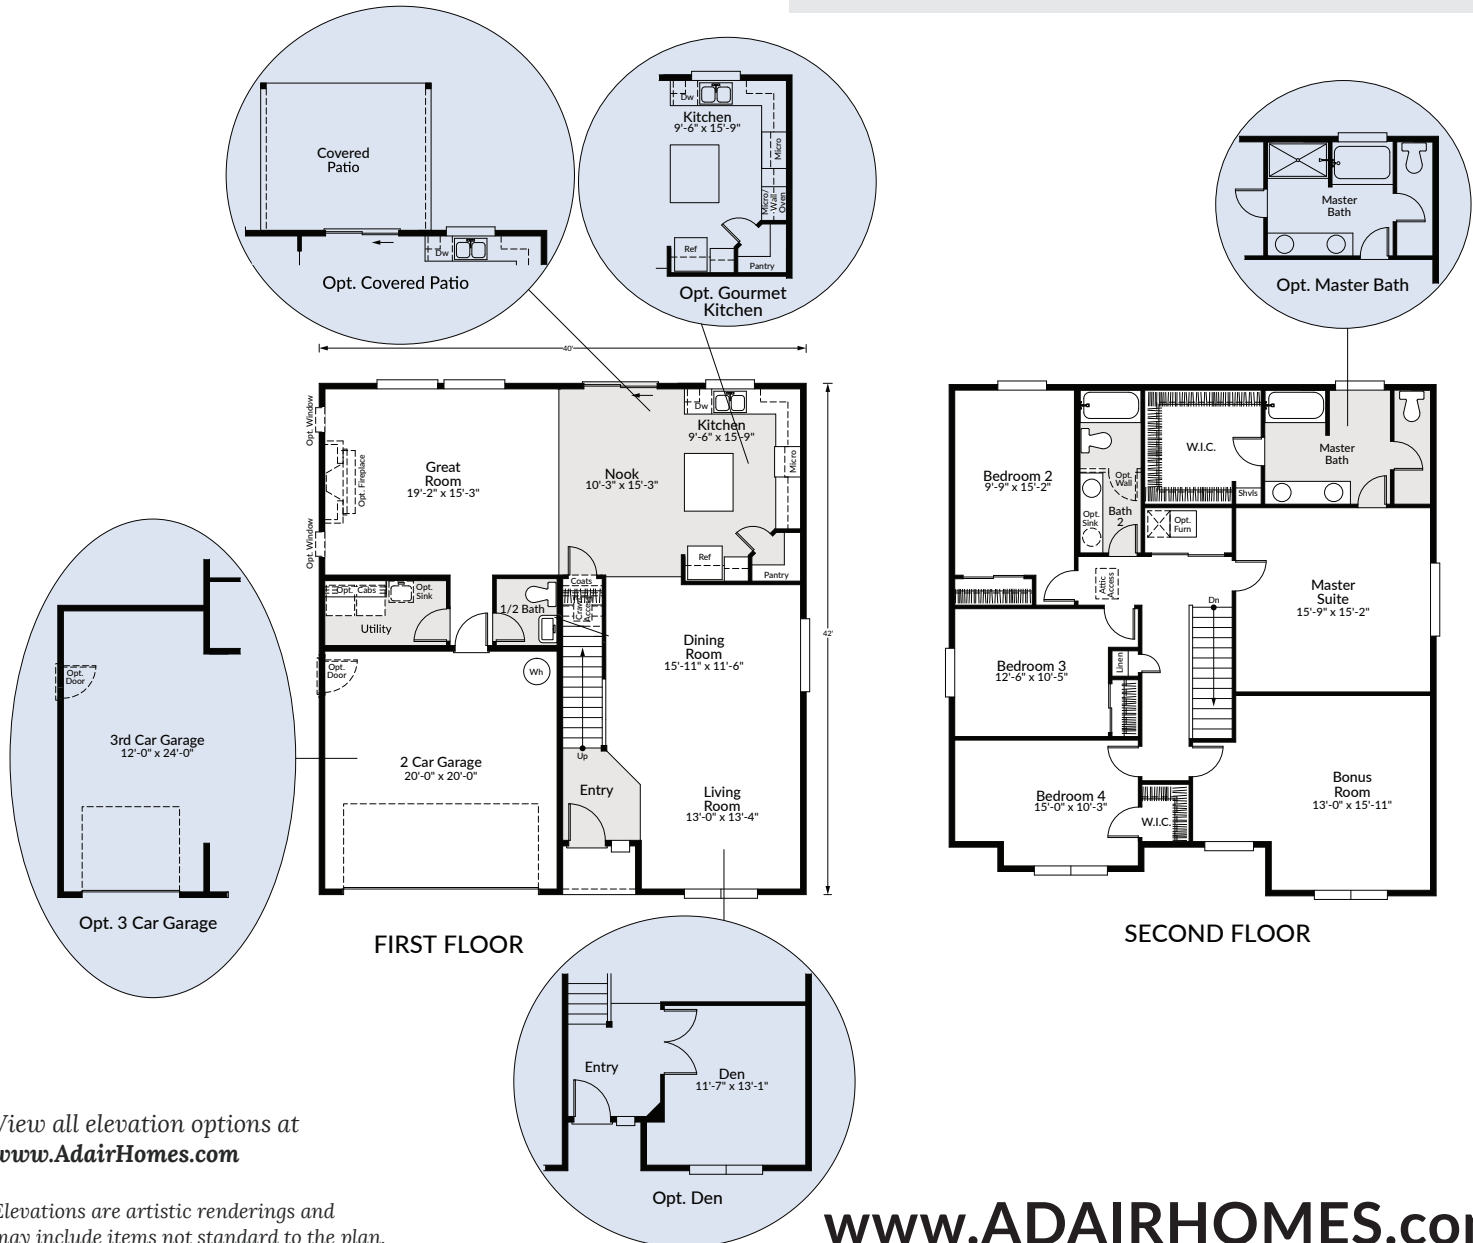 Covered
Patio
Dw
Opt. Covered Patio
Dw
Kitchen
9'-6" x 15'-9"
Micro
Micro/
Wall
Oven
Ref
Pantry
Opt. Gourmet
Kitchen
Master
Bath
Opt. Master Bath
40'
42'
Opt. Window
Opt. Fireplace
Opt. Window
Great
Room
19'-2" x 15'-3"
Nook
10'-3" x 15'-3"
Dw
Kitchen
9'-6" x 15'-9"
Micro
Ref
Pantry
Coats
Crawl
Access
Opt. Cabs
Opt.
Sink
Utility
1/2 Bath
Dining
Room
15'-11" x 11'-6"
Opt.
Door
Wh
2 Car Garage
20'-0" x 20'-0"
Up
Entry
Living
Room
13'-0" x 13'-4"
FIRST FLOOR
Opt.
Door
3rd Car Garage
12'-0" x 24'-0"
Opt. 3 Car Garage
Bedroom 2
9'-9" x 15'-2"
Opt.
Wall
Opt.
Sink
Bath
2
W.I.C.
Shvls
Opt.
Furn
Master
Bath
Attic
Access
Dn
Master
Suite
15'-9" x 15'-2"
Bedroom 3
12'-6" x 10'-5"
Linen
Bedroom 4
15'-0" x 10'-3"
W.I.C.
Bonus
Room
13'-0" x 15'-11"
SECOND FLOOR
Entry
Den
11'-7" x 13'-1"
Opt. Den
View all elevation options at
www.AdairHomes.com
Elevations are artistic renderings and
may include items not standard to the plan.
www.ADAIRHOMES.com